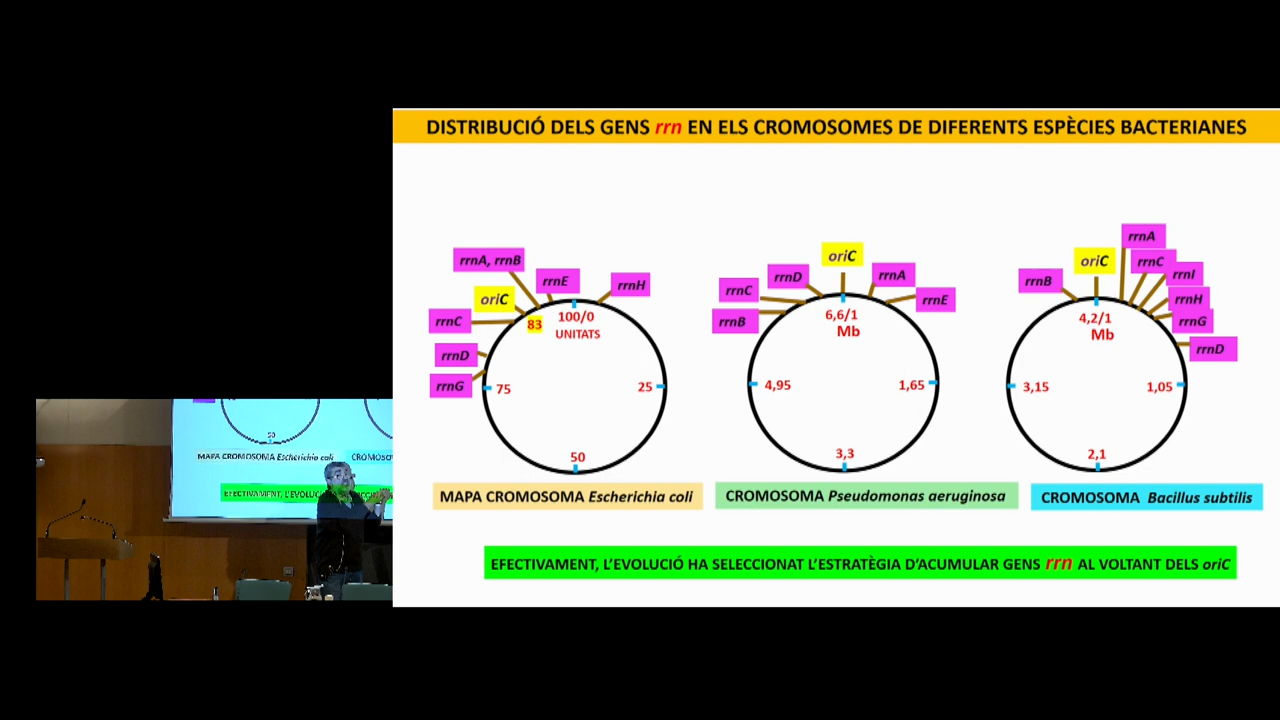 DISTRIBUCIÓ DELS GENS rrn EN ELS CROMOSOMES DE DIFERENTS ESPÈCIES BACTERIANES
rrnA, rrnB
rrnE
rrnH
oriC
rrnC
83
100/0
UNITATS
rrnD
rrnG
75
25
50
MAPA CROMOSOMA Escherichia coli
oriC
rrnD
rrnA
rrnC
rrnE
rrnB
6,6/1
Mb
4,95
1,65
3,3
CROMOSOMA Pseudomonas aeruginosa
rrnA
oriC
rrnC
rrnB
rrnI
rrnH
4,2/1
rrnG
Mb
rrnD
3,15
1,05
2,1
CROMOSOMA Bacillus subtilis
EFECTIVAMENT, L'EVOLUCIÓ HA SELECCIONAT L'ESTRATÈGIA D'ACUMULAR GENS rrn AL VOLTANT DELS oriC
50
MAPA CROMOSOMA Escherichia coli
CROMOSO
EFECTIVAMENT, L'EVOLUC